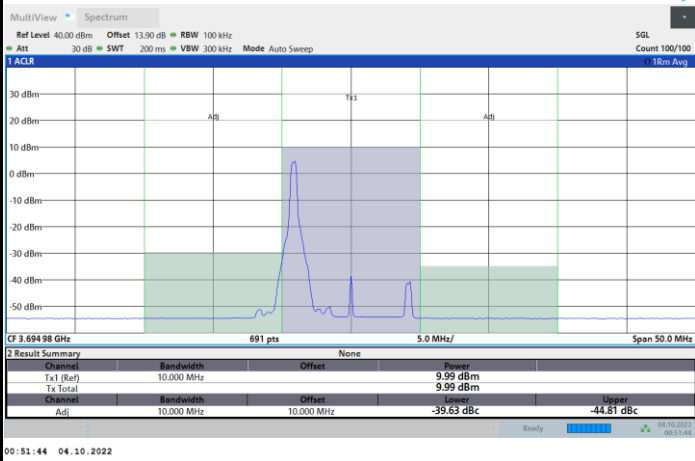 MultiView Spectrum
Ref Level 40.00 dBm Offset 13.90 dB RBW 100 kHz SGL
Att 30 dB SWT 200 ms VBW 300 kHz Mode Auto Sweep Count 100/100
1 ACLR 1Rm Avg
30 dBm
Tx1
20 dBm
Adj Adj
10 dBm
0 dBm
-10 dBm
-20 dBm
-30 dBm
-40 dBm
-50 dBm
CF 3.694 98 GHz 691 pts 5.0 MHz/ Span 50.0 MHz
2 Result Summary None
Channel Bandwidth Offset Power
Tx1 (Ref) 10.000 MHz 9.99 dBm
Tx Total 9.99 dBm
Channel Bandwidth Offset Lower Upper
Adj 10.000 MHz 10.000 MHz -39.63 dBc -44.81 dBc
Ready 04.10.2022
00:51:44
00:51:44 04.10.2022